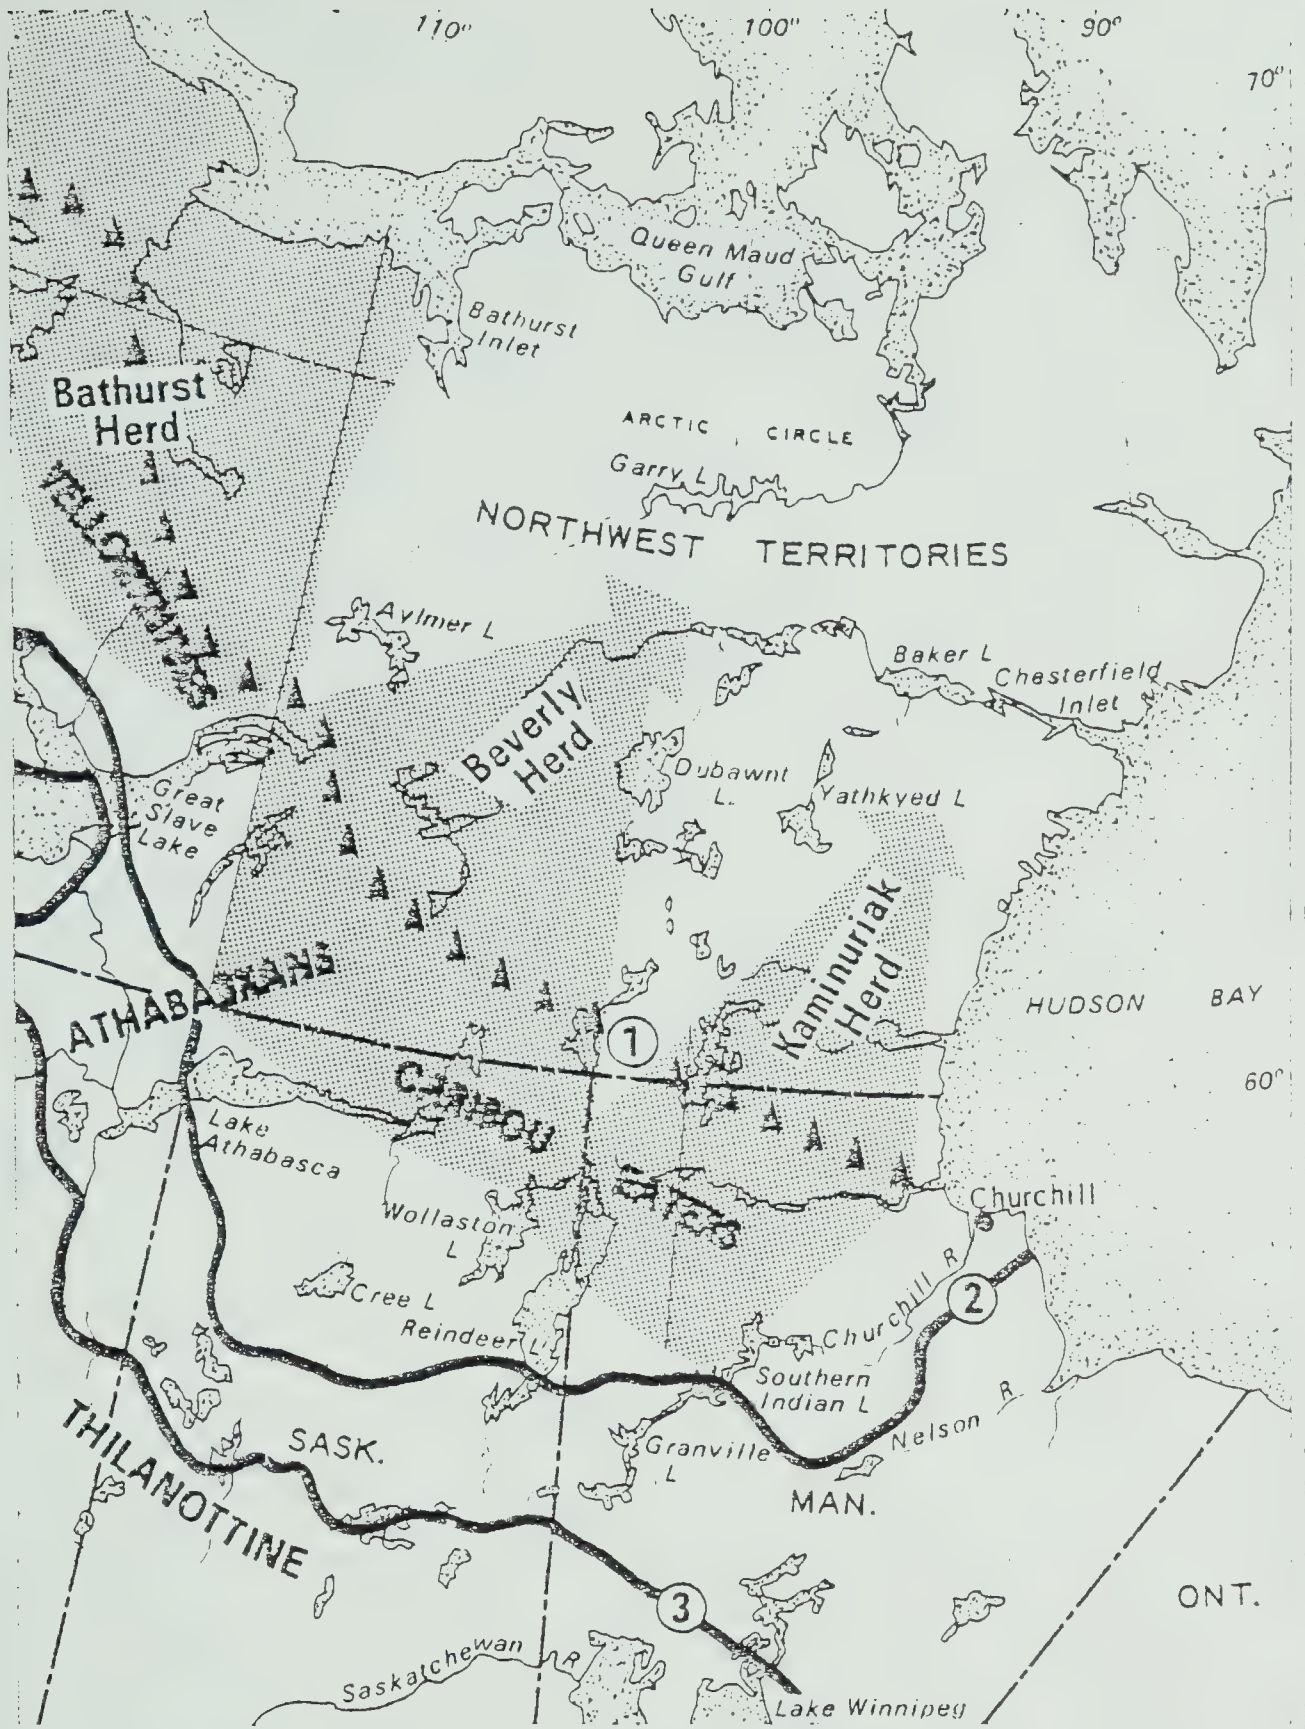 110°
100°
90°
70°
Queen Maud
Gulf
Bathurst
Inlet
Bathurst
Herd
ARCTIC CIRCLE
Garry L
NORTHWEST TERRITORIES
YELLOWKNIVES
Aylmer L
Baker L
Chesterfield
Inlet
Beverly
Herd
Dubawnt
L.
Yathkyed L
Great
Slave
Lake
Kaminuriak
Herd
ATHABASKANS
HUDSON BAY
1
60°
CARIBOU
EATERS
Lake
Athabasca
Wollaston
L
Churchill
Cree L
Reindeer L
Churchill R
2
Southern
Indian L
Nelson R
Granville
L
THILANOTTINE
SASK.
MAN.
3
ONT.
Saskatchewan R
Lake Winnipeg